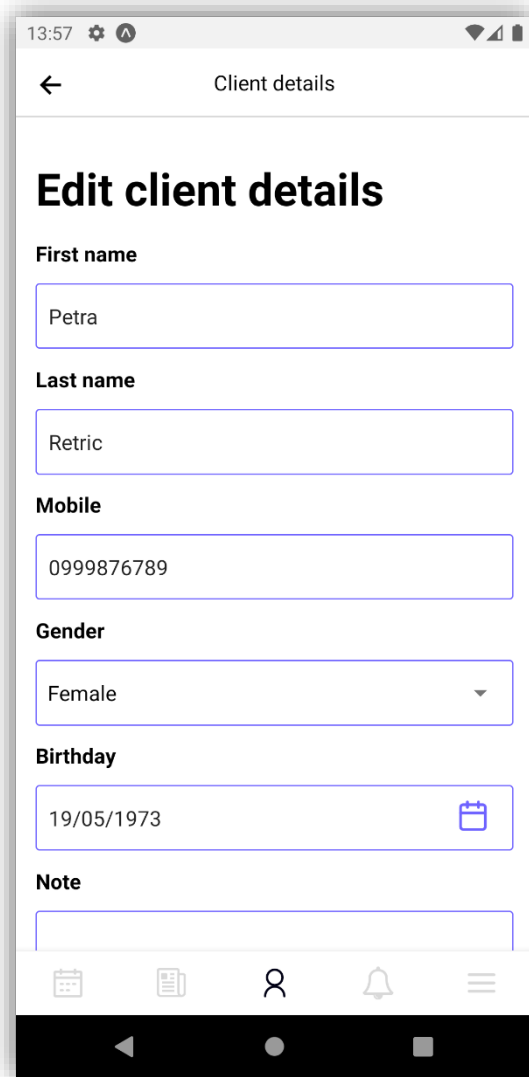 13:57
Client details
Edit client details
First name
Petra
Last name
Retric
Mobile
0999876789
Gender
Female
Birthday
19/05/1973
Note